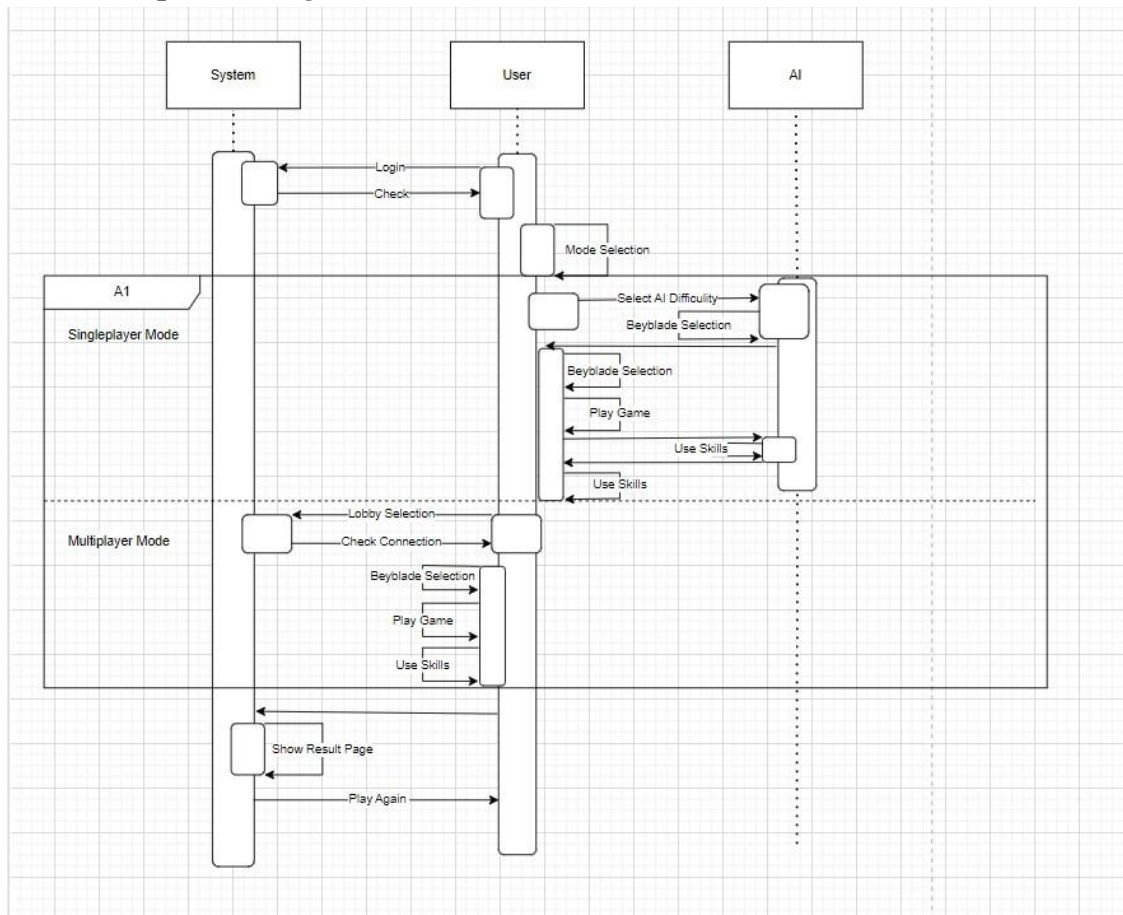 System
User
AI
Login
Check
Mode Selection
A1
Select AI Difficulity
Singleplayer Mode
Beyblade Selection
Beyblade Selection
Play Game
Use Skills
Use Skills
Lobby Selection
Multiplayer Mode
Check Connection
Beyblade Selection
Play Game
Use Skills
Show Result Page
Play Again